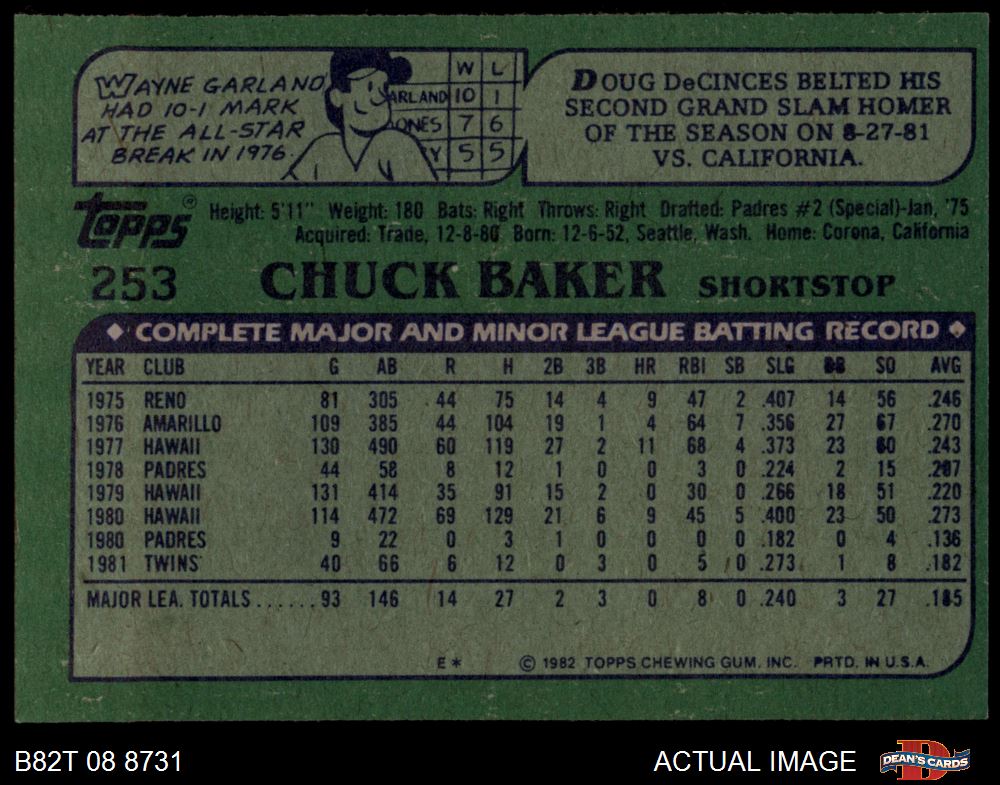 WAYNE GARLAND
HAD 10-1 MARK
AT THE ALL-STAR
BREAK IN 1976.
W L
ARLAND 10 1
ONES 7 6
Y 5 5
DOUG DeCINCES BELTED HIS
SECOND GRAND SLAM HOMER
OF THE SEASON ON 8-27-81
VS. CALIFORNIA.
Topps®
Height: 5'11" Weight: 180 Bats: Right Throws: Right Drafted: Padres #2 (Special)-Jan, '75
Acquired: Trade, 12-8-80 Born: 12-6-52, Seattle, Wash. Home: Corona, California
253 CHUCK BAKER SHORTSTOP
♦ COMPLETE MAJOR AND MINOR LEAGUE BATTING RECORD ♦
YEAR CLUB G AB R H 2B 3B HR RBI SB SLG BB SO AVG
1975 RENO 81 305 44 75 14 4 9 47 2 .407 14 56 .246
1976 AMARILLO 109 385 44 104 19 1 4 64 7 .356 27 67 .270
1977 HAWAII 130 490 60 119 27 2 11 68 4 .373 23 80 .243
1978 PADRES 44 58 8 12 1 0 0 3 0 .224 2 15 .207
1979 HAWAII 131 414 35 91 15 2 0 30 0 .266 18 51 .220
1980 HAWAII 114 472 69 129 21 6 9 45 5 .400 23 50 .273
1980 PADRES 9 22 0 3 1 0 0 0 0 .182 0 4 .136
1981 TWINS 40 66 6 12 0 3 0 5 0 .273 1 8 .182
MAJOR LEA. TOTALS......93 146 14 27 2 3 0 8 0 .240 3 27 .185
E* © 1982 TOPPS CHEWING GUM, INC. PRTD. IN U.S.A.
B82T 08 8731 ACTUAL IMAGE D DEAN'S CARDS